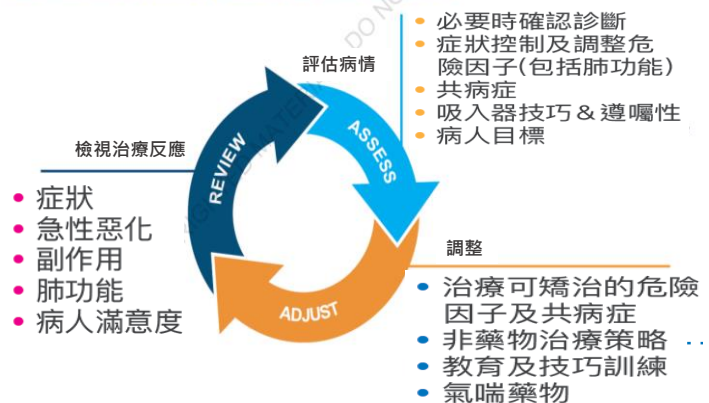 評估病情
ASSESS
必要時確認診斷
症狀控制及調整危
險因子(包括肺功能)
共病症
吸入器技巧&遵囑性
病人目標
調整
ADJUST
治療可矯治的危險
因子及共病症
非藥物治療策略
教育及技巧訓練
氣喘藥物
檢視治療反應
REVIEW
症狀
急性惡化
副作用
肺功能
病人滿意度